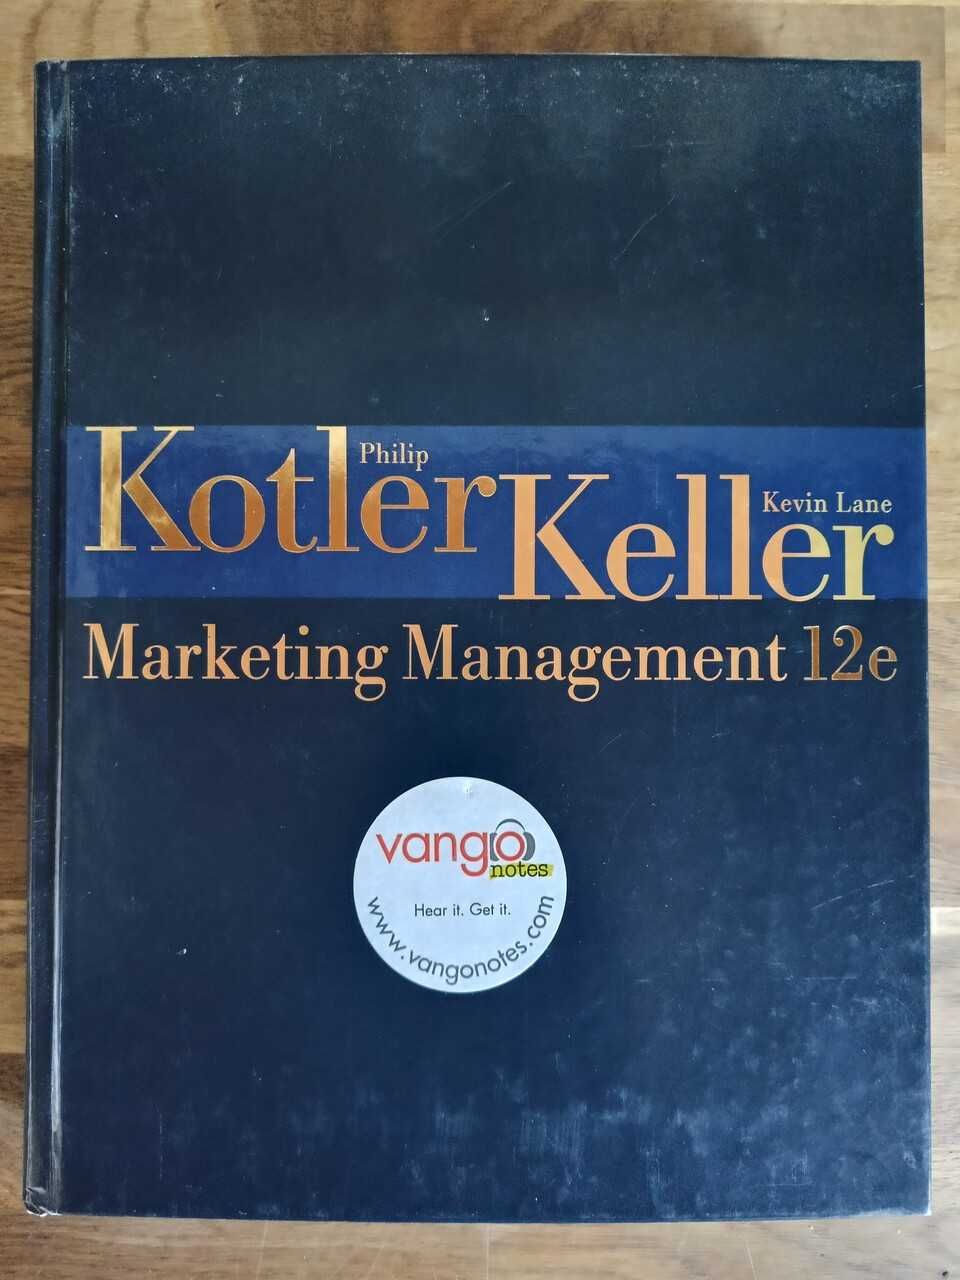 Philip
Kotler
Kevin Lane
Keller
Marketing Management 12e
vango
notes
Hear it. Get it.
www.vangonotes.com